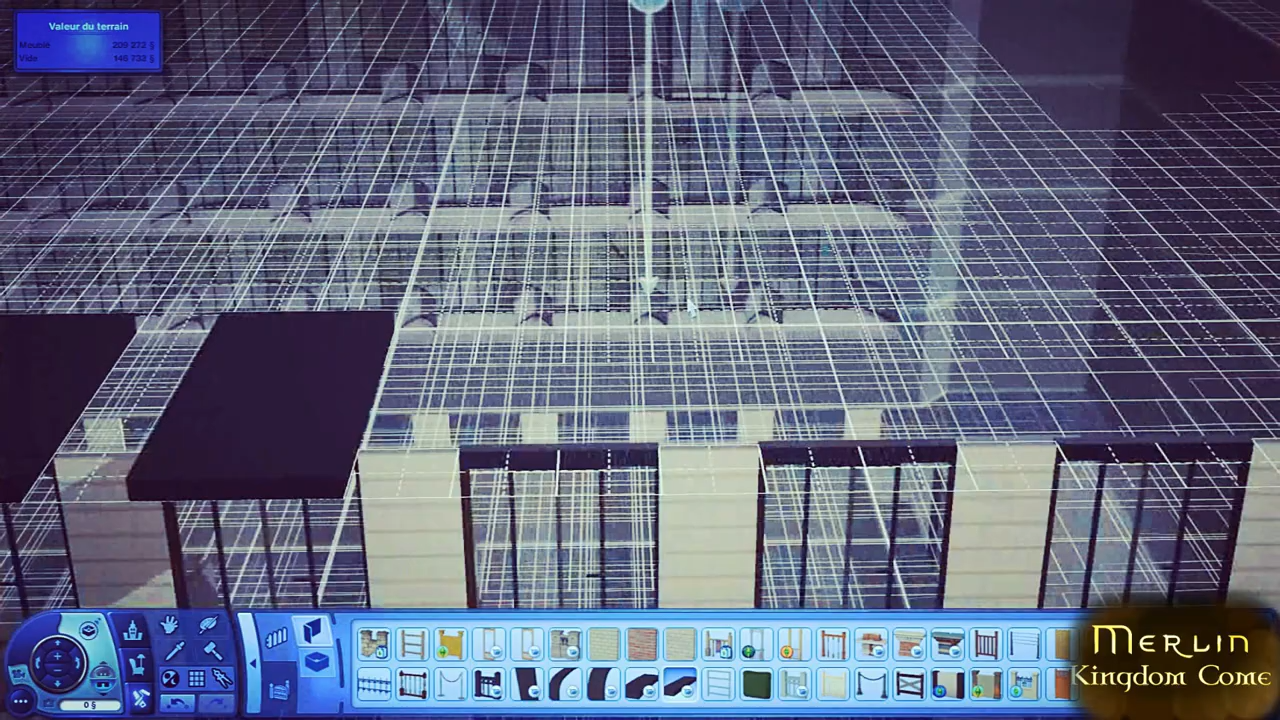 Valeur du terrain
Meublé 209 272 §
Vide 146 732 §
0 §
Merlin
Kingdom Come